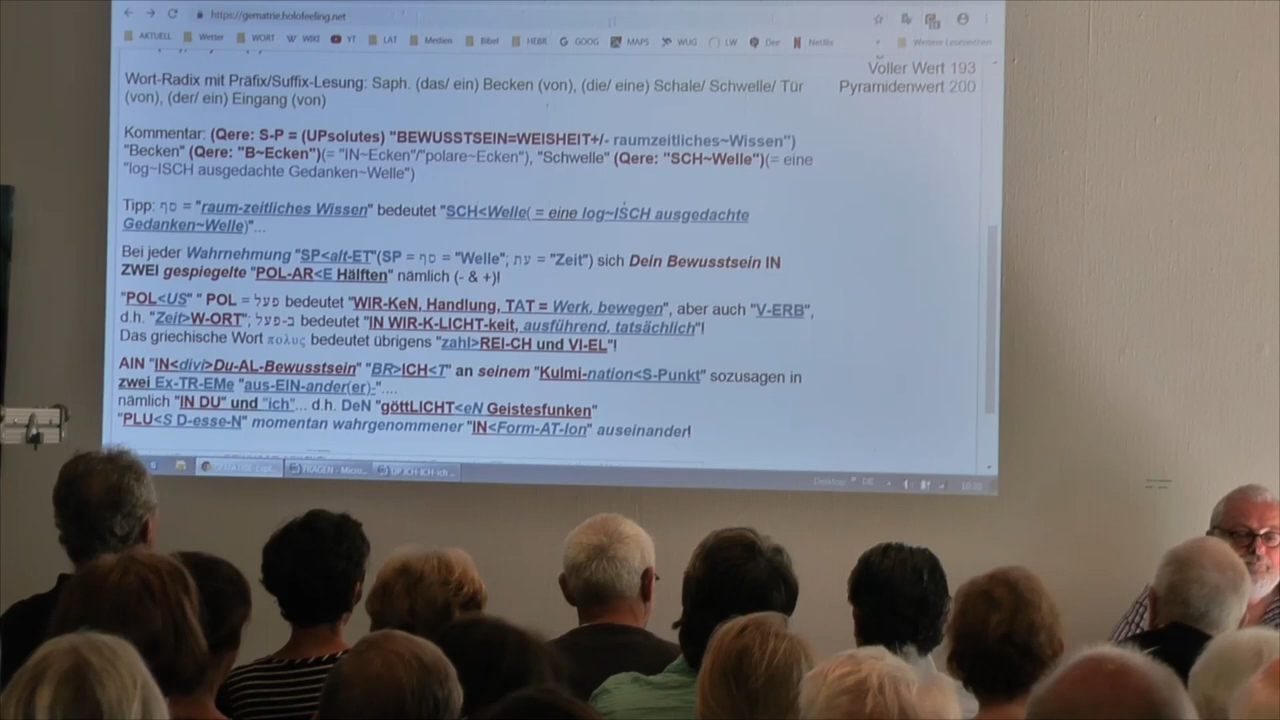 https://gematrie.holofeeling.net
AKTUELL Wetter WORT W WIKI YT LAT Medien Bibel HEBR G GOOG MAPS WUG LW Dee Netflix Weitere Lesezeichen
Wort-Radix mit Präfix/Suffix-Lesung: Saph. (das/ ein) Becken (von), (die/ eine) Schale/ Schwelle/ Tür
(von), (der/ ein) Eingang (von)
Voller Wert 193
Pyramidenwert 200
Kommentar: (Qere: S-P = (UPsolutes) "BEWUSSTSEIN=WEISHEIT+/- raumzeitliches~Wissen")
"Becken" (Qere: "B~Ecken")(= "IN~Ecken"/"polare~Ecken"), "Schwelle" (Qere: "SCH~Welle")(= eine
"log~ISCH ausgedachte Gedanken~Welle")
Tipp: סף = "raum-zeitliches Wissen" bedeutet "SCH<Welle( = eine log~ISCH ausgedachte
Gedanken~Welle)"...
Bei jeder Wahrnehmung "SP<alt-ET"(SP = סף = "Welle"; עת = "Zeit") sich Dein Bewusstsein IN
ZWEI gespiegelte "POL-AR<E Hälften" nämlich (- & +)!
"POL<US" " POL = פעל bedeutet "WIR-KeN, Handlung, TAT = Werk, bewegen", aber auch "V-ERB",
d.h. "Zeit>W-ORT"; ב-פעל bedeutet "IN WIR-K-LICHT-keit, ausführend, tatsächlich"!
Das griechische Wort πολυς bedeutet übrigens "zahl>REI-CH und VI-EL"!
AIN "IN<divi>Du-AL-Bewusstsein" "BR>ICH<T" an seinem "Kulmi-nation<S-Punkt" sozusagen in
zwei Ex-TR-EMe "aus-EIN-ander(er)-"....
nämlich "IN DU" und "ich"... d.h. DeN "göttLICHT<eN Geistesfunken"
"PLU<S D-esse-N" momentan wahrgenommener "IN<Form-AT-Ion" auseinander!
FRAGEN - Micro...
Desktop DE